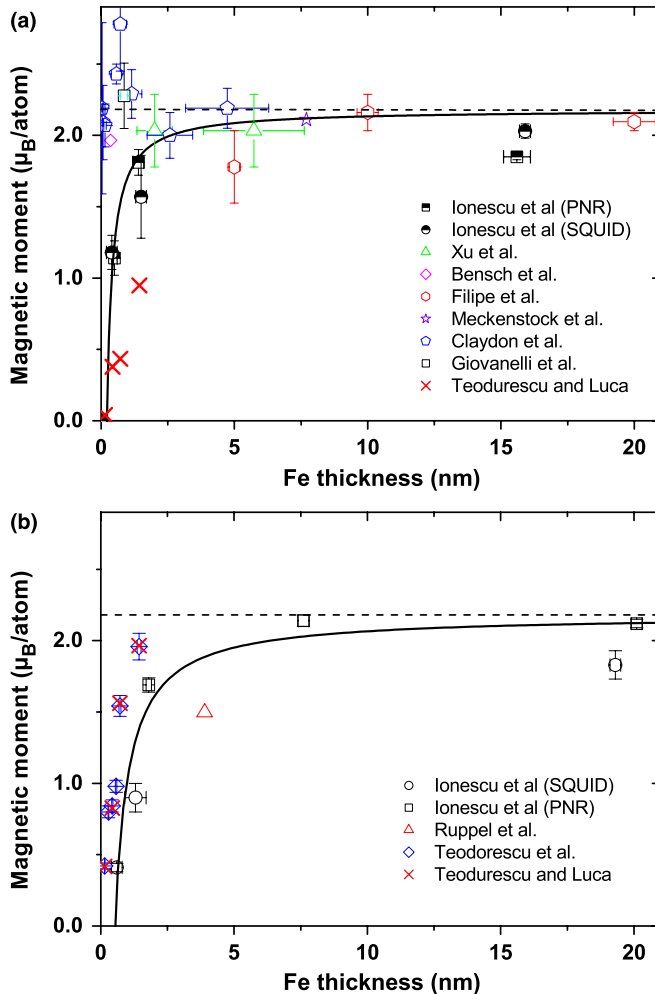 (a)
Magnetic moment (μB/atom)
2.0
1.0
0.0
Ionescu et al (PNR)
Ionescu et al (SQUID)
Xu et al.
Bensch et al.
Filipe et al.
Meckenstock et al.
Claydon et al.
Giovanelli et al.
Teodurescu and Luca
0 5 10 15 20
Fe thickness (nm)
(b)
Magnetic moment (μB/atom)
2.0
1.0
0.0
Ionescu et al (SQUID)
Ionescu et al (PNR)
Ruppel et al.
Teodorescu et al.
Teodurescu and Luca
0 5 10 15 20
Fe thickness (nm)